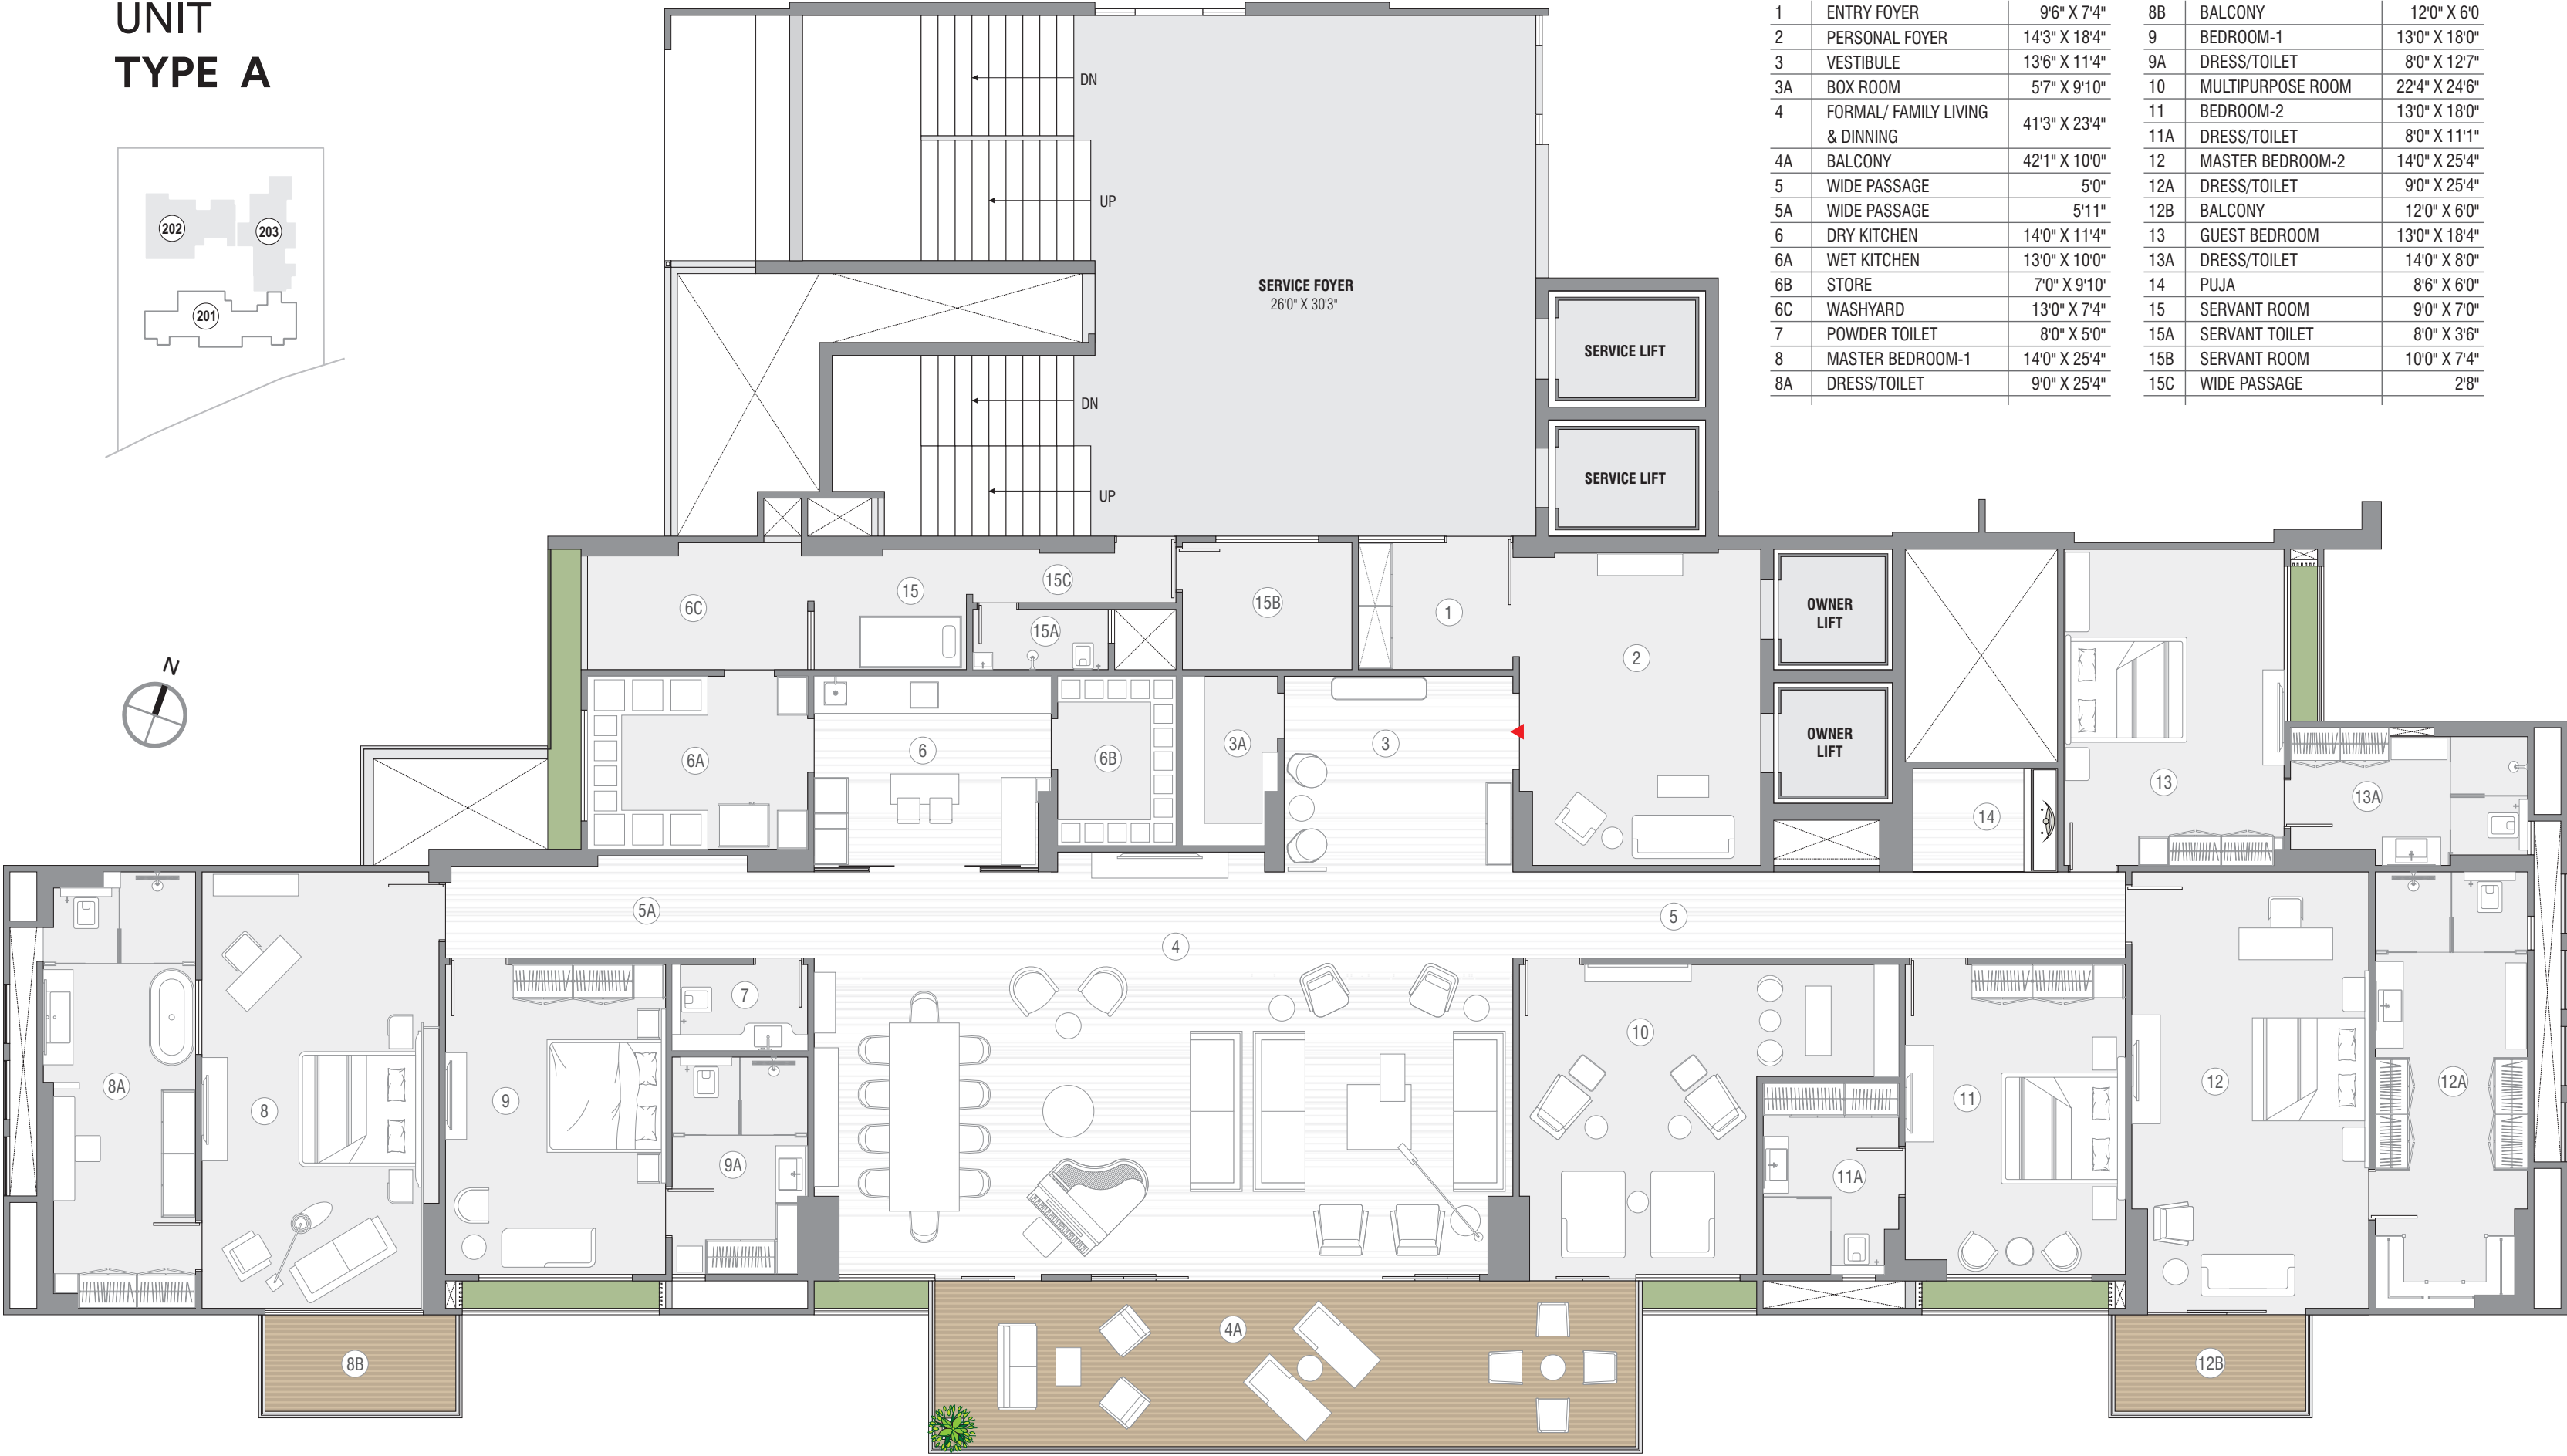 UNIT
TYPE A
202
203
201
1 ENTRY FOYER 9'6" X 7'4"
2 PERSONAL FOYER 14'3" X 18'4"
3 VESTIBULE 13'6" X 11'4"
3A BOX ROOM 5'7" X 9'10"
4 FORMAL/ FAMILY LIVING
& DINNING 41'3" X 23'4"
4A BALCONY 42'1" X 10'0"
5 WIDE PASSAGE 5'0"
5A WIDE PASSAGE 5'11"
6 DRY KITCHEN 14'0" X 11'4"
6A WET KITCHEN 13'0" X 10'0"
6B STORE 7'0" X 9'10'
6C WASHYARD 13'0" X 7'4"
7 POWDER TOILET 8'0" X 5'0"
8 MASTER BEDROOM-1 14'0" X 25'4"
8A DRESS/TOILET 9'0" X 25'4"
8B BALCONY 12'0" X 6'0
9 BEDROOM-1 13'0" X 18'0"
9A DRESS/TOILET 8'0" X 12'7"
10 MULTIPURPOSE ROOM 22'4" X 24'6"
11 BEDROOM-2 13'0" X 18'0"
11A DRESS/TOILET 8'0" X 11'1"
12 MASTER BEDROOM-2 14'0" X 25'4"
12A DRESS/TOILET 9'0" X 25'4"
12B BALCONY 12'0" X 6'0"
13 GUEST BEDROOM 13'0" X 18'4"
13A DRESS/TOILET 14'0" X 8'0"
14 PUJA 8'6" X 6'0"
15 SERVANT ROOM 9'0" X 7'0"
15A SERVANT TOILET 8'0" X 3'6"
15B SERVANT ROOM 10'0" X 7'4"
15C WIDE PASSAGE 2'8"
DN
UP
SERVICE FOYER
26'0" X 30'3"
SERVICE LIFT
DN
SERVICE LIFT
UP
6C
15
15C
15A
15B
1
2
OWNER
LIFT
N
6A
6
6B
3A
3
OWNER
LIFT
14
13
13A
5A
4
5
8A
8
9
7
9A
10
11
11A
12
12A
8B
4A
12B